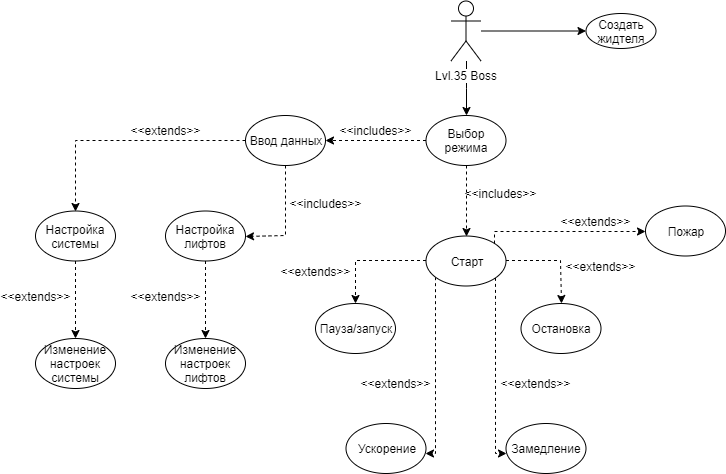 Создать
жидтеля
Lvl.35 Boss
<<extends>>
Ввод данных
<<includes>>
Выбор
режима
<<includes>>
<<includes>>
Настройка
системы
Настройка
лифтов
<<extends>>
Пожар
Старт
<<extends>>
<<extends>>
<<extends>>
<<extends>>
Пауза/запуск
Остановка
Изменение
настроек
системы
Изменение
настроек
лифтов
<<extends>>
<<extends>>
Ускорение
Замедление